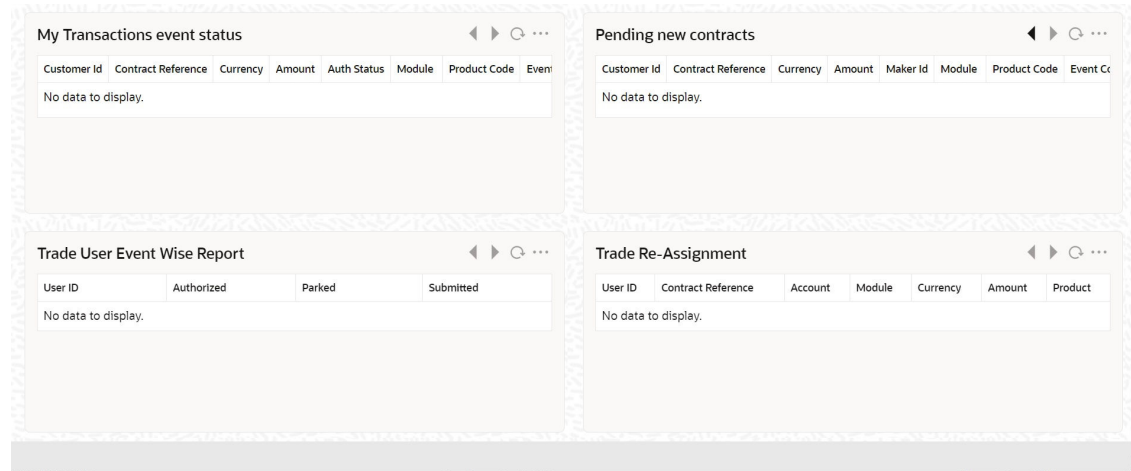 My Transactions event status
Customer Id Contract Reference Currency Amount Auth Status Module Product Code Event
No data to display.
Pending new contracts
Customer Id Contract Reference Currency Amount Maker Id Module Product Code Event Co
No data to display.
Trade User Event Wise Report
User ID Authorized Parked Submitted
No data to display.
Trade Re-Assignment
User ID Contract Reference Account Module Currency Amount Product
No data to display.